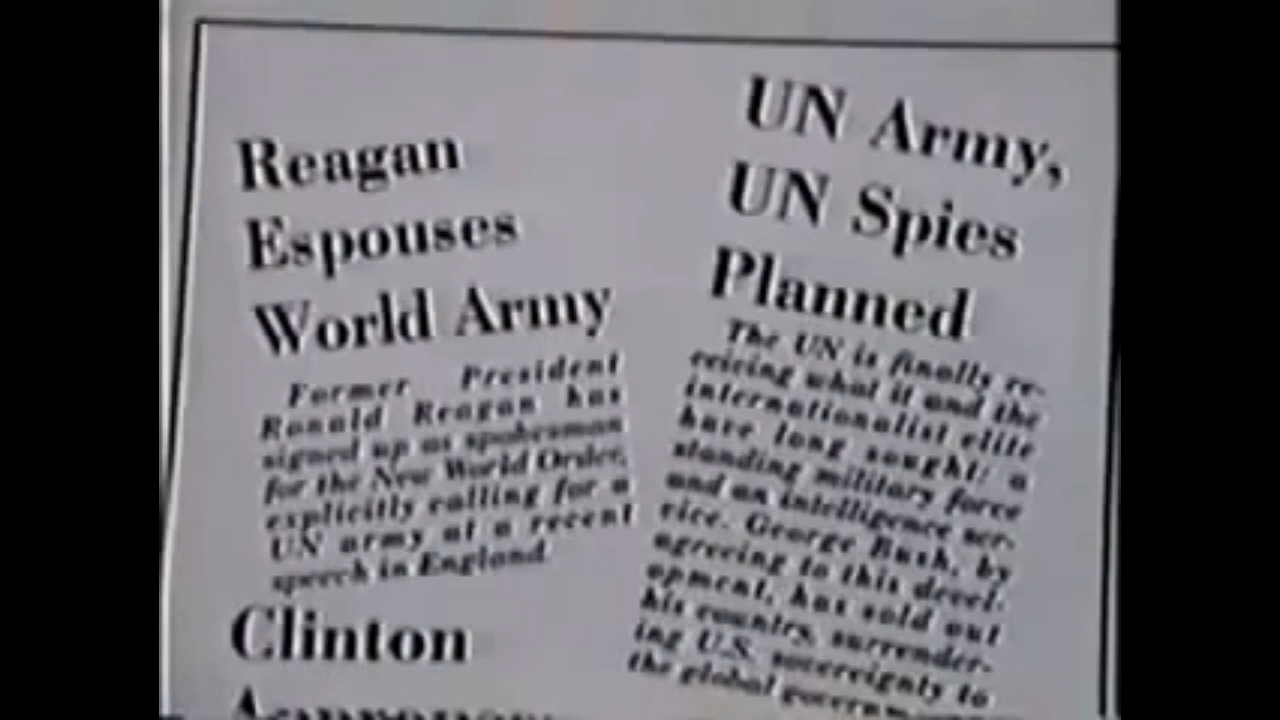 Reagan
Espouses
World Army
Former President
Ronald Reagan has
signed up as spokesman
for the New World Order,
explicitly calling for a
UN army at a recent
speech in England.
Clinton
UN Army,
UN Spies
Planned
The UN is finally re-
ceiving what it and the
internationalist elite
have long sought: a
standing military force
and an intelligence ser-
vice. George Bush, by
agreeing to this devel-
opment, has sold out
his country, surrender-
ing U.S. sovereignty to
the global